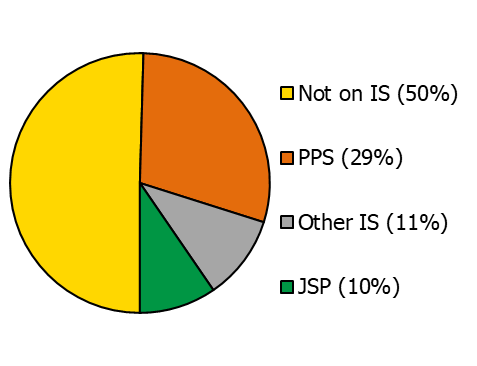 Not on IS (50%)
PPS (29%)
Other IS (11%)
JSP (10%)